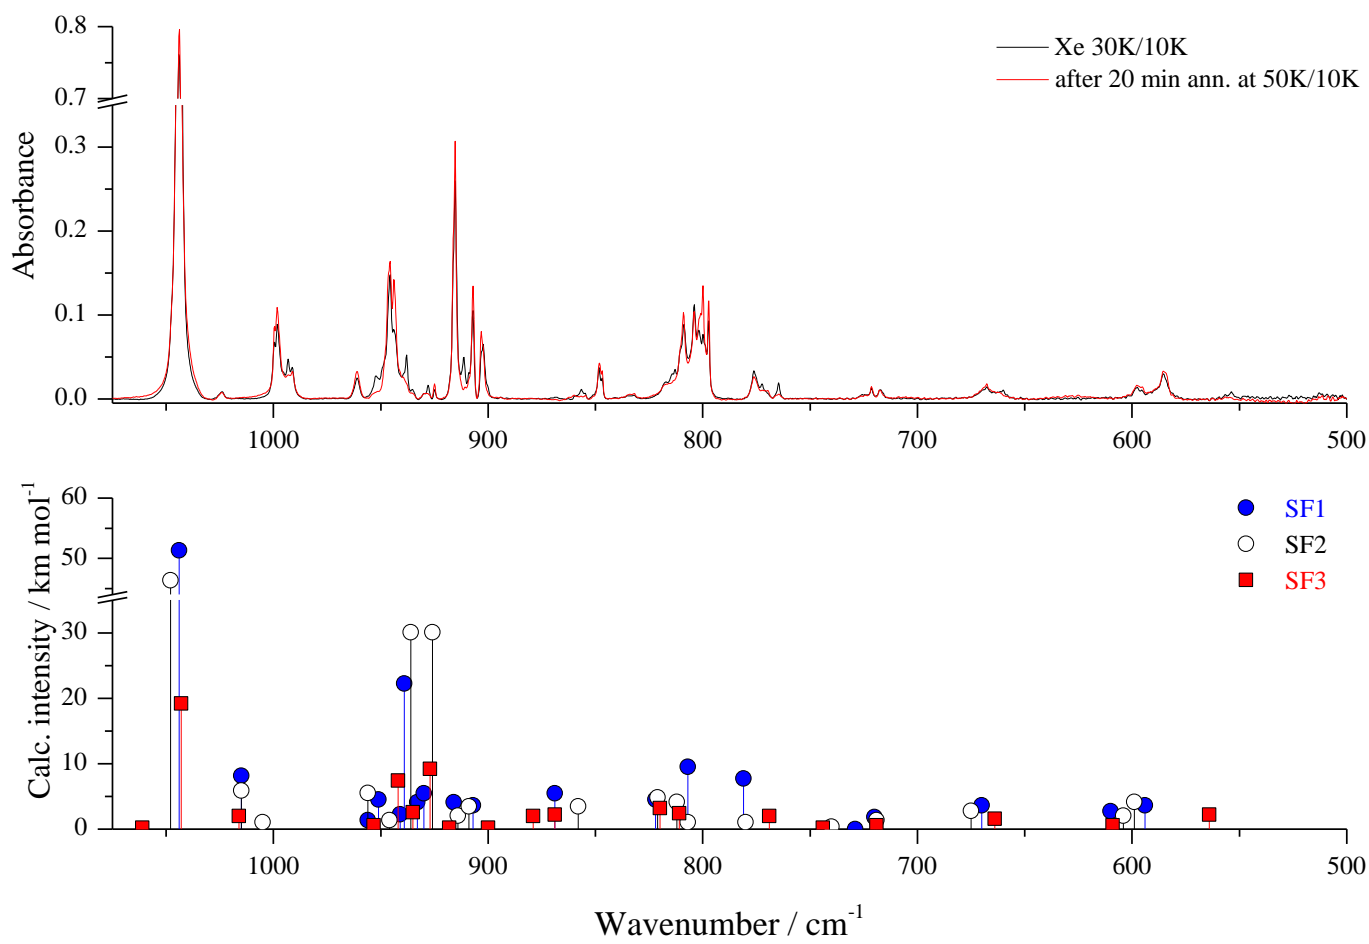 Absorbance
0.8
0.7
0.3
0.2
0.1
0.0
Xe 30K/10K
after 20 min ann. at 50K/10K
1000 900 800 700 600 500
Calc. intensity / km mol⁻¹
60
50
30
20
10
0
SF1
SF2
SF3
1000 900 800 700 600 500
Wavenumber / cm⁻¹